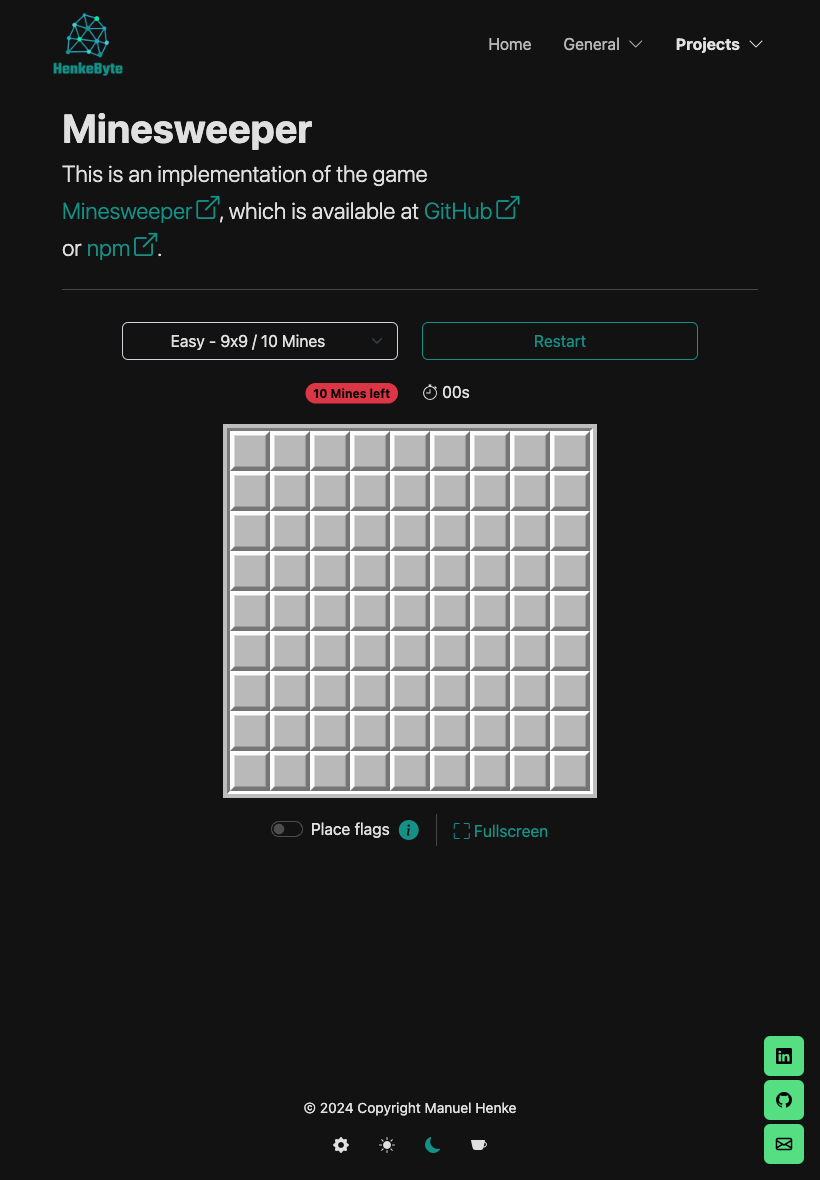 HenkeByte
Home
General
Projects
Minesweeper
This is an implementation of the game
Minesweeper, which is available at GitHub
or npm.
Easy - 9x9 / 10 Mines
Restart
10 Mines left
00s
Place flags
i
Fullscreen
in
© 2024 Copyright Manuel Henke